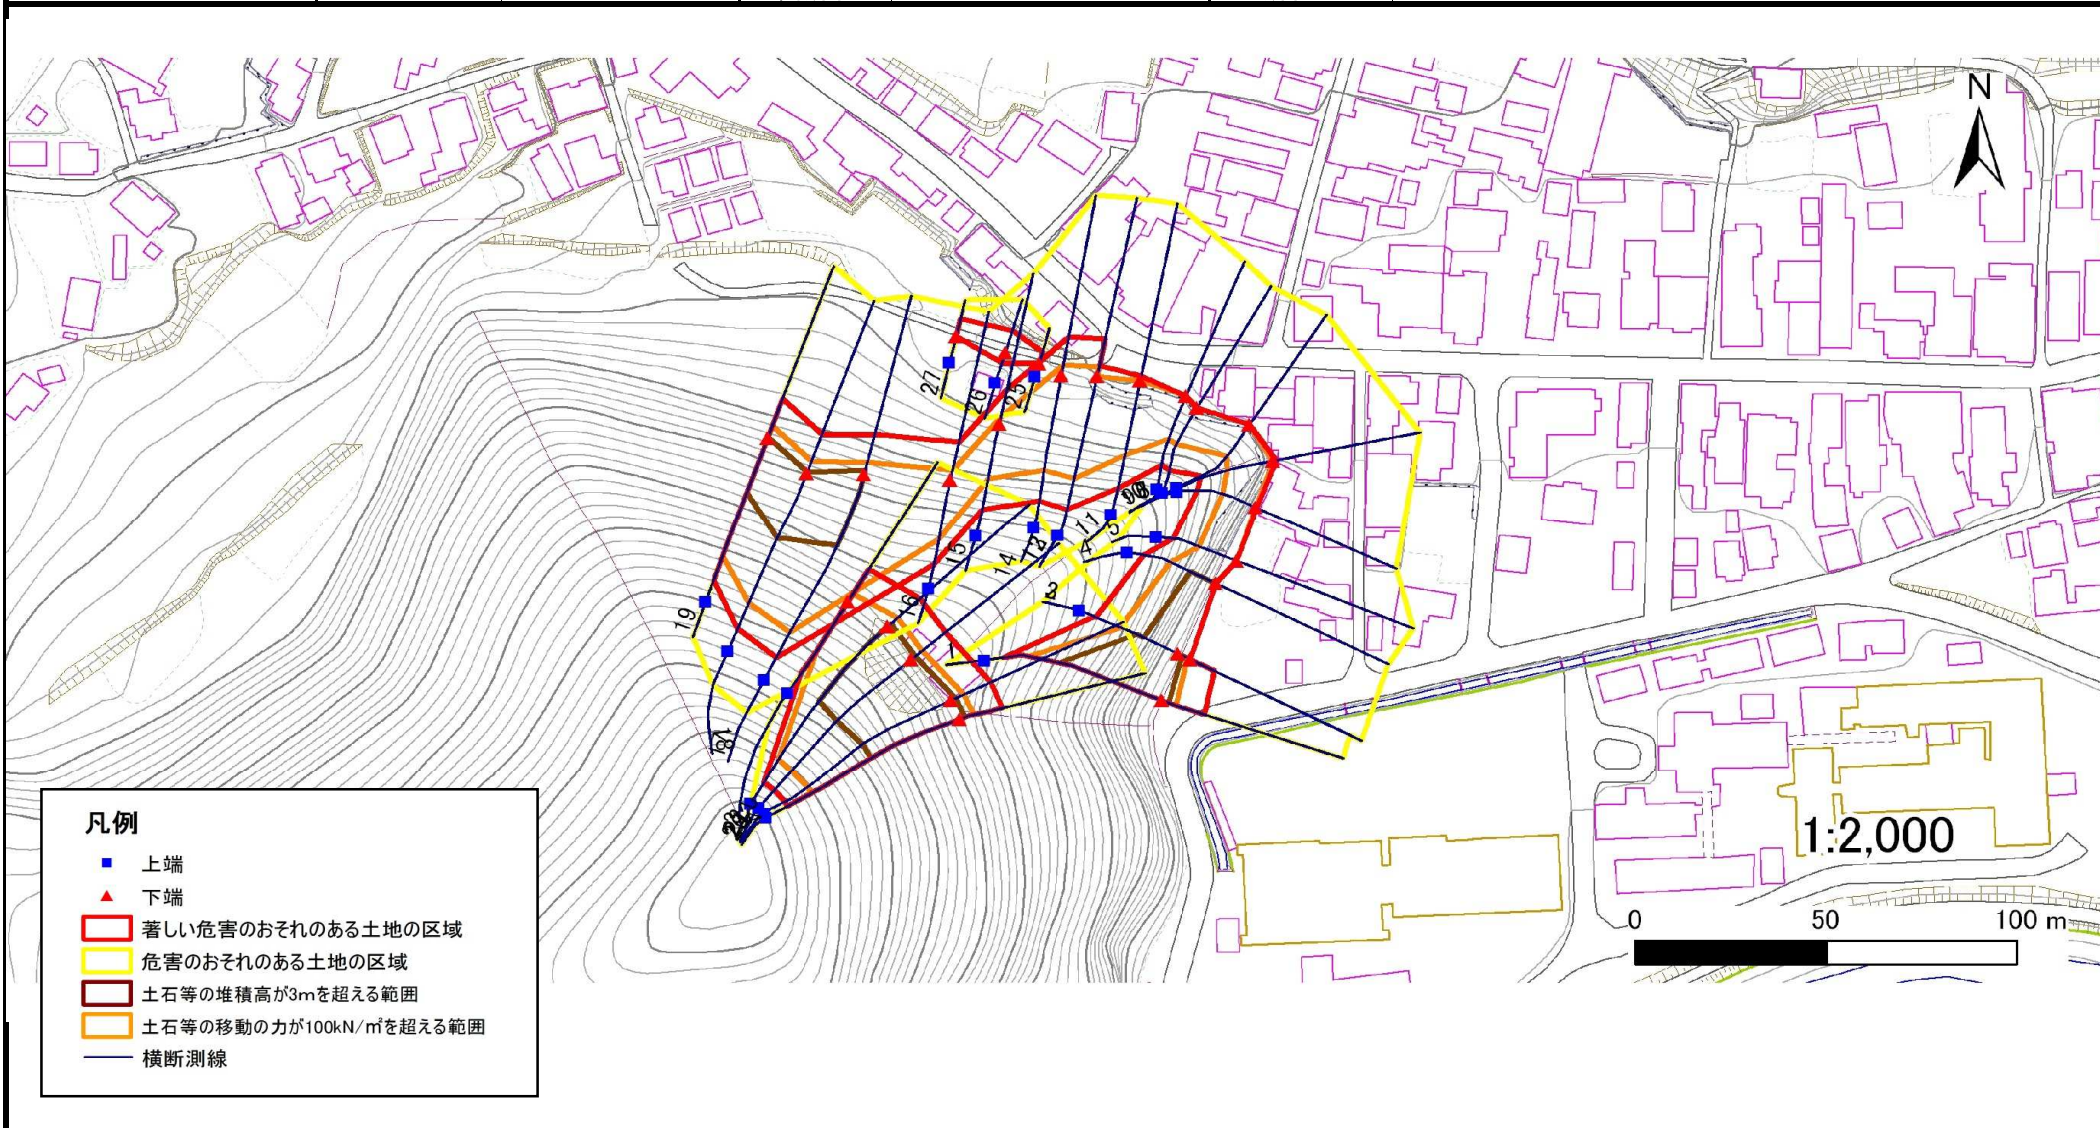 N
27
26
25
19
18
16
15
14
12
11
5
4
3
1
凡例
上端
下端
著しい危害のおそれのある土地の区域
危害のおそれのある土地の区域
土石等の堆積高が3mを超える範囲
土石等の移動の力が100kN/㎡を超える範囲
横断測線
1:2,000
0 50 100 m